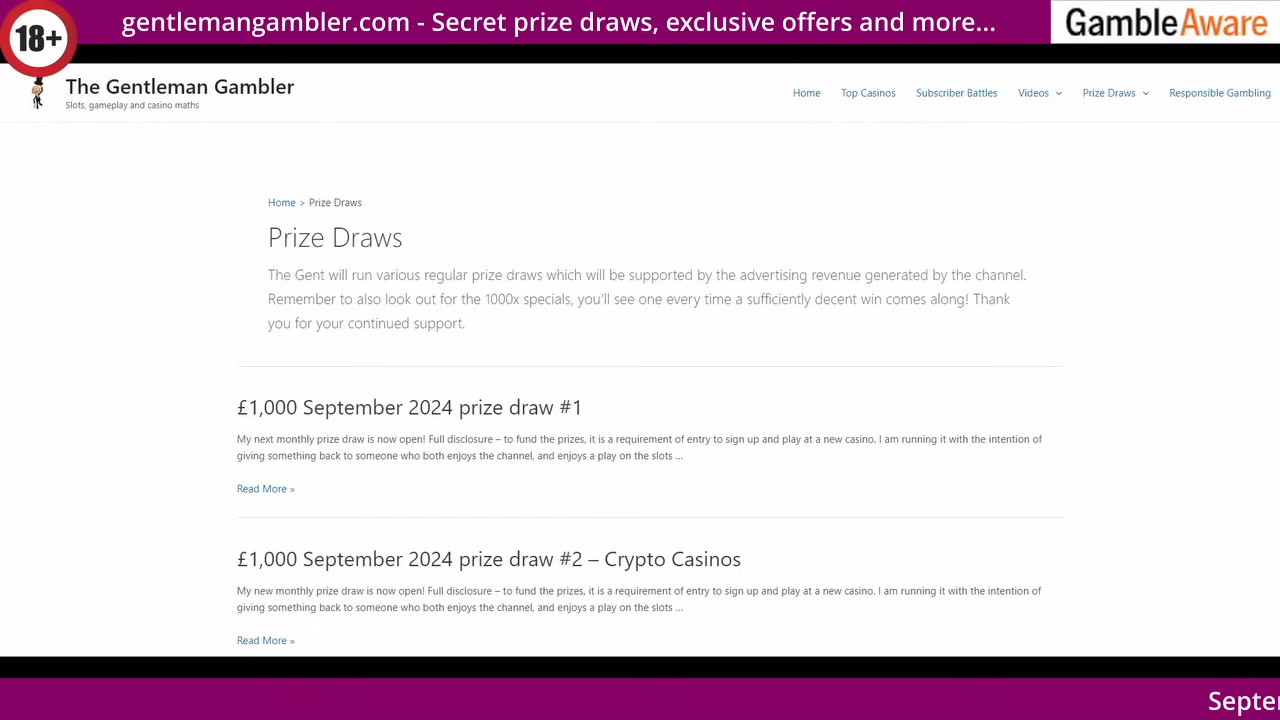 gentlemangambler.com - Secret prize draws, exclusive offers and more...
GambleAware
18+
The Gentleman Gambler
Slots, gameplay and casino maths
Home Top Casinos Subscriber Battles Videos Prize Draws Responsible Gambling
Home > Prize Draws
Prize Draws
The Gent will run various regular prize draws which will be supported by the advertising revenue generated by the channel.
Remember to also look out for the 1000x specials, you'll see one every time a sufficiently decent win comes along! Thank
you for your continued support.
£1,000 September 2024 prize draw #1
My next monthly prize draw is now open! Full disclosure – to fund the prizes, it is a requirement of entry to sign up and play at a new casino. I am running it with the intention of
giving something back to someone who both enjoys the channel, and enjoys a play on the slots ...
Read More »
£1,000 September 2024 prize draw #2 – Crypto Casinos
My new monthly prize draw is now open! Full disclosure – to fund the prizes, it is a requirement of entry to sign up and play at a new casino. I am running it with the intention of
giving something back to someone who both enjoys the channel, and enjoys a play on the slots ...
Read More »